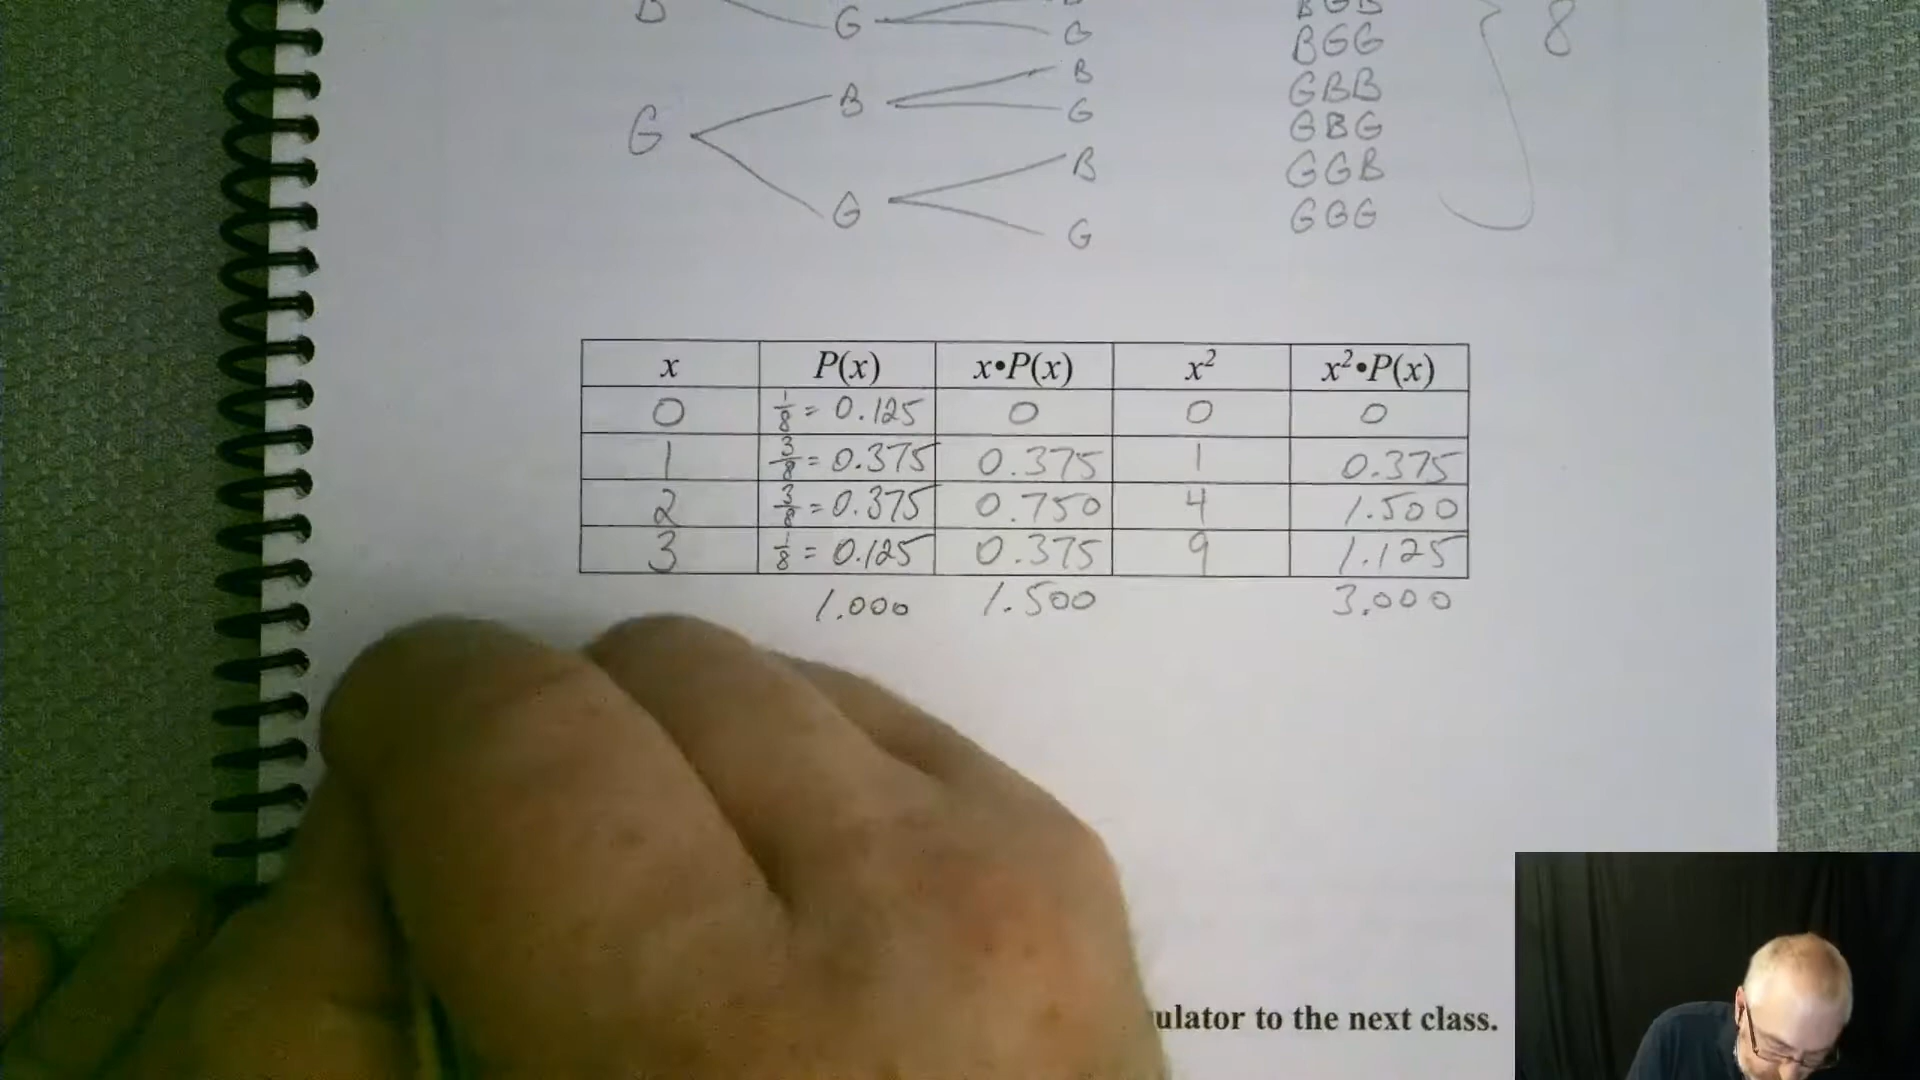 B G B BGB
G G BGG 8
B GBB
B G GBG
G B GGB
G G GGG
x P(x) x•P(x) x² x²•P(x)
0 1/8 = 0.125 0 0 0
1 3/8 = 0.375 0.375 1 0.375
2 3/8 = 0.375 0.750 4 1.500
3 1/8 = 0.125 0.375 9 1.125
1.000 1.500 3.000
to the next class.